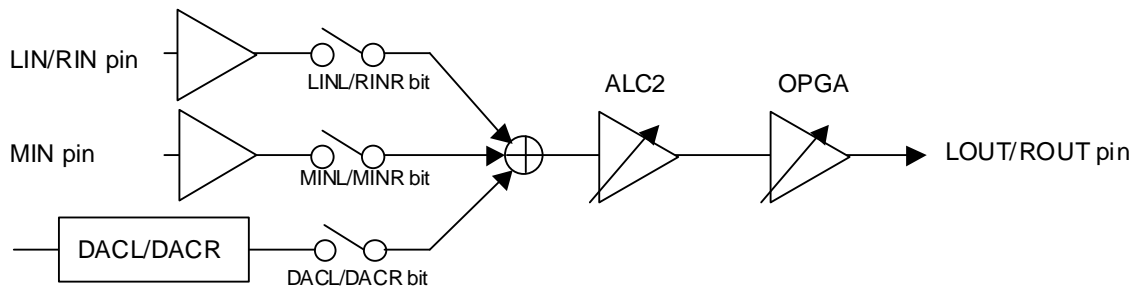 LIN/RIN pin
LINL/RINR bit
ALC2
OPGA
MIN pin
MINL/MINR bit
LOUT/ROUT pin
DACL/DACR
DACL/DACR bit